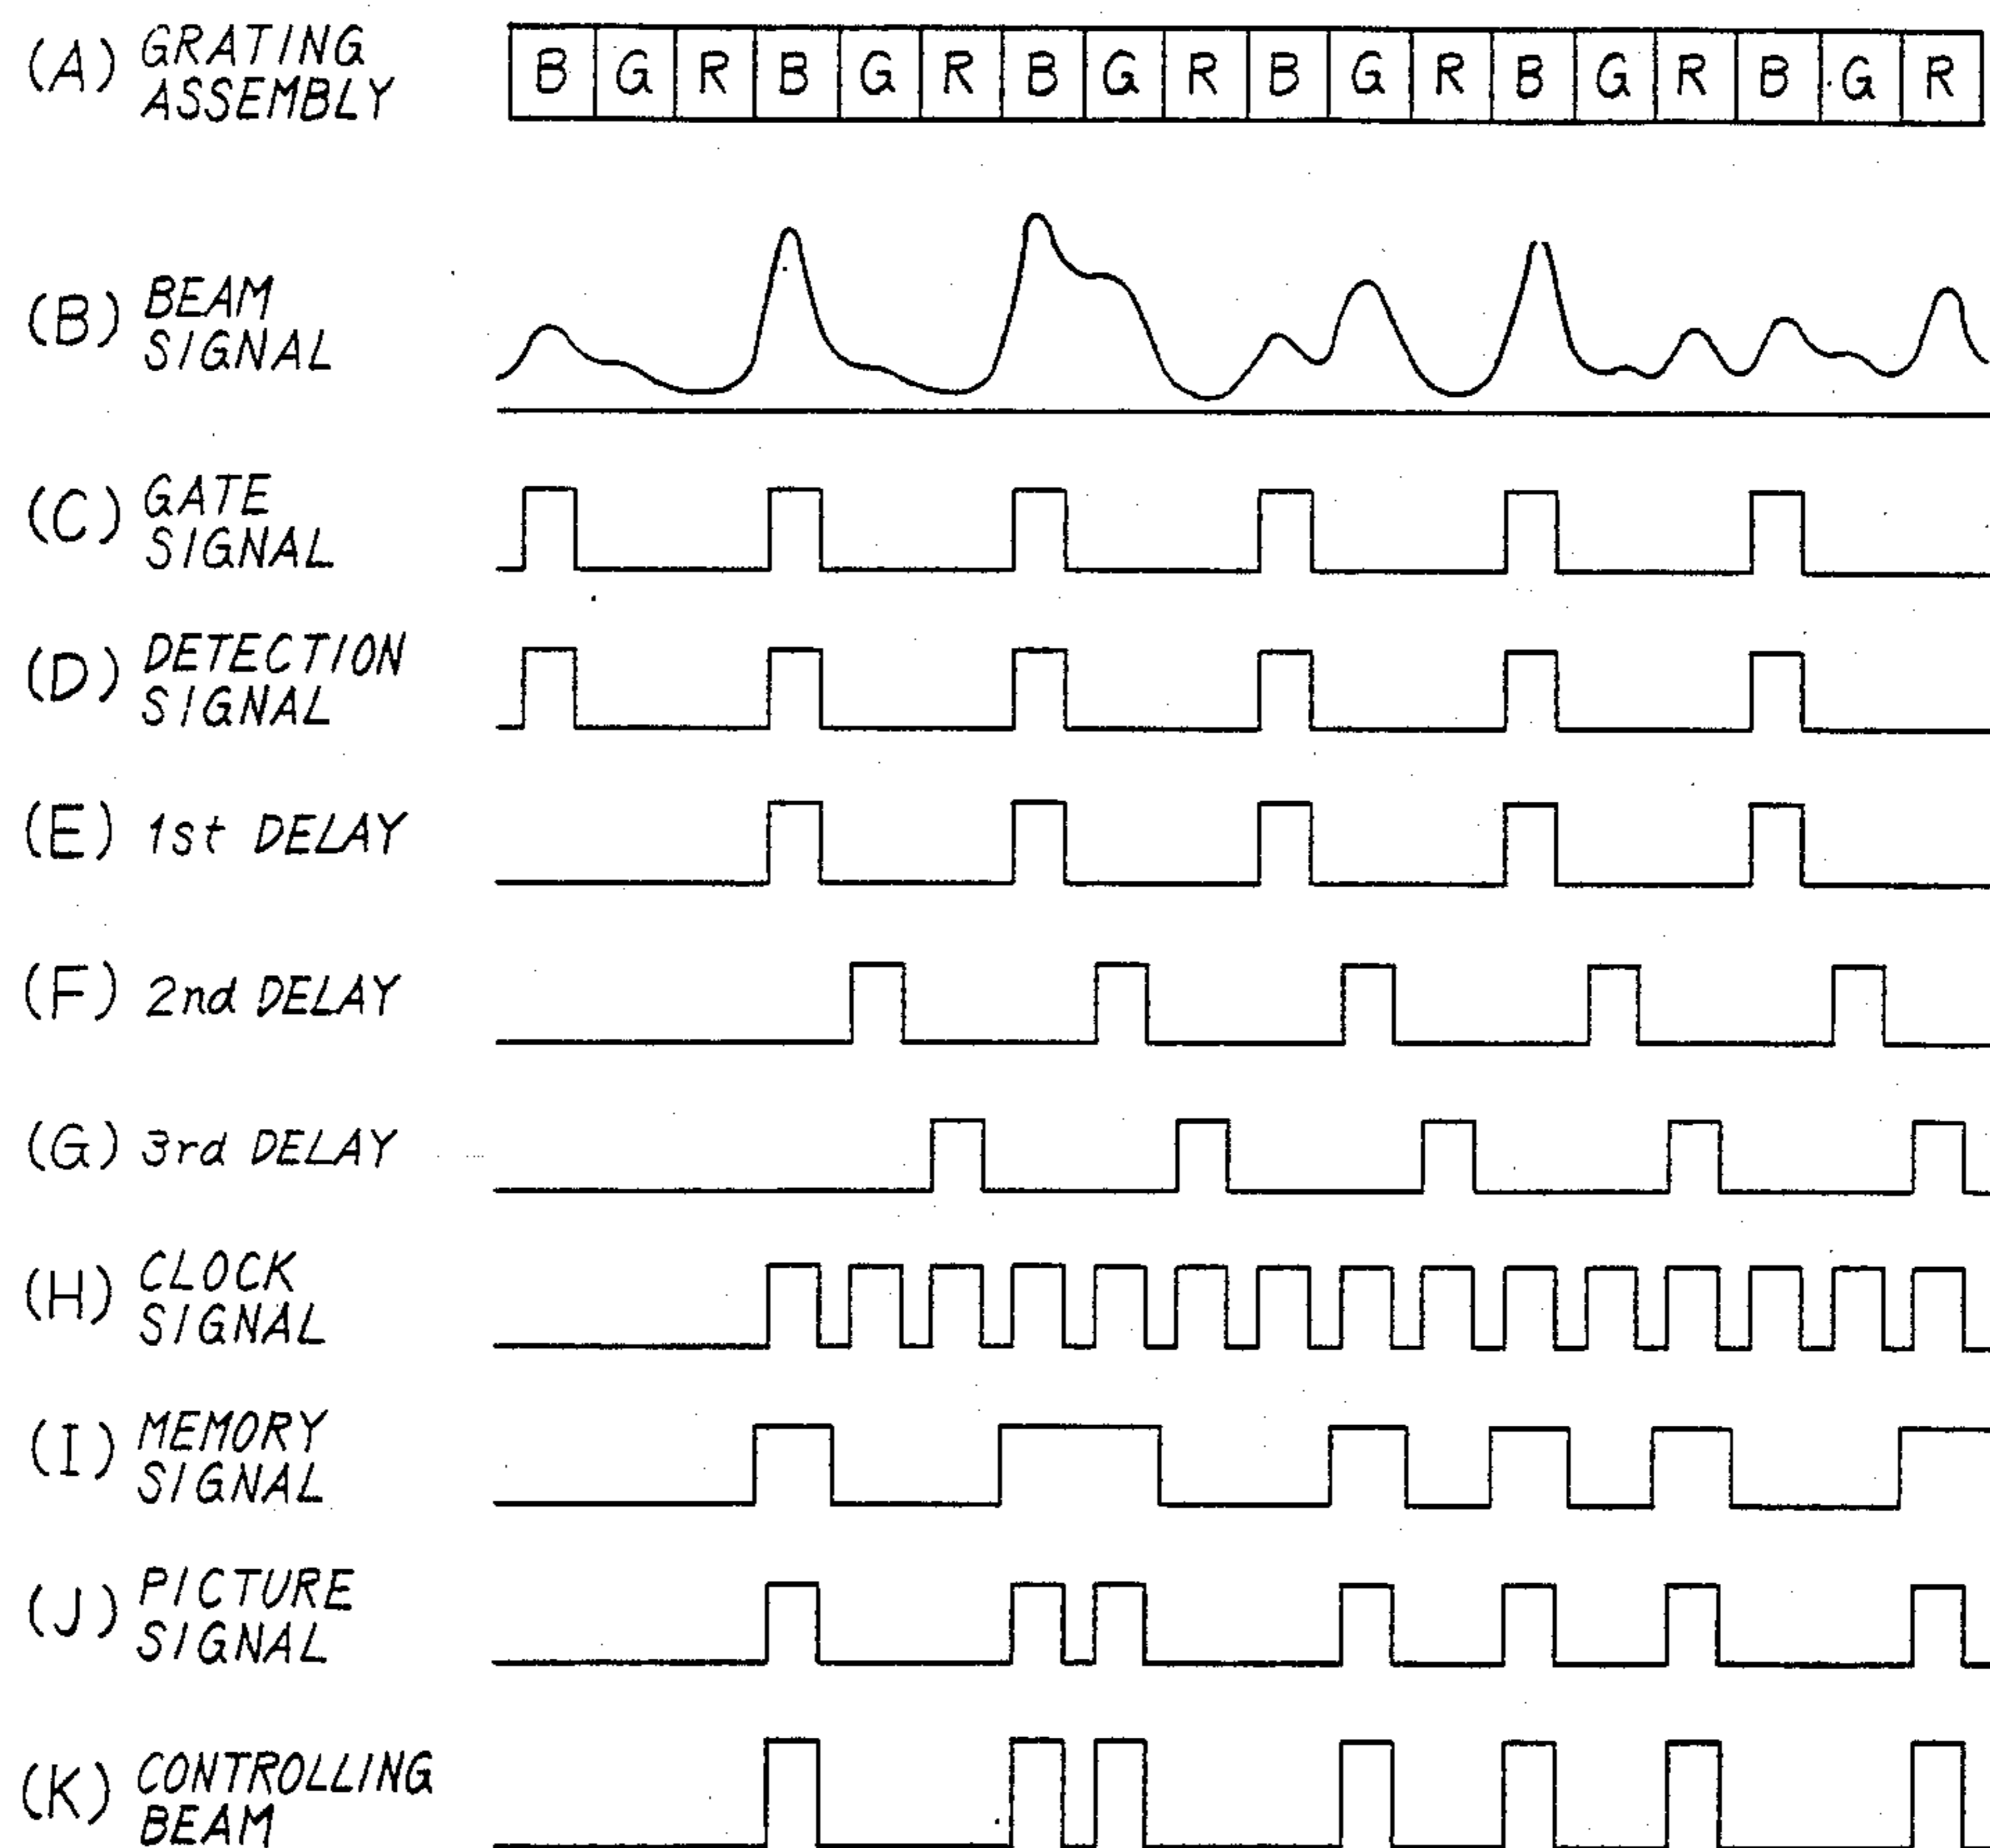 (A) GRATING
ASSEMBLY
B G R B G R B G R B G R B G R B G R
(B) BEAM
SIGNAL
(C) GATE
SIGNAL
(D) DETECTION
SIGNAL
(E) 1st DELAY
(F) 2nd DELAY
(G) 3rd DELAY
(H) CLOCK
SIGNAL
(I) MEMORY
SIGNAL
(J) PICTURE
SIGNAL
(K) CONTROLLING
BEAM